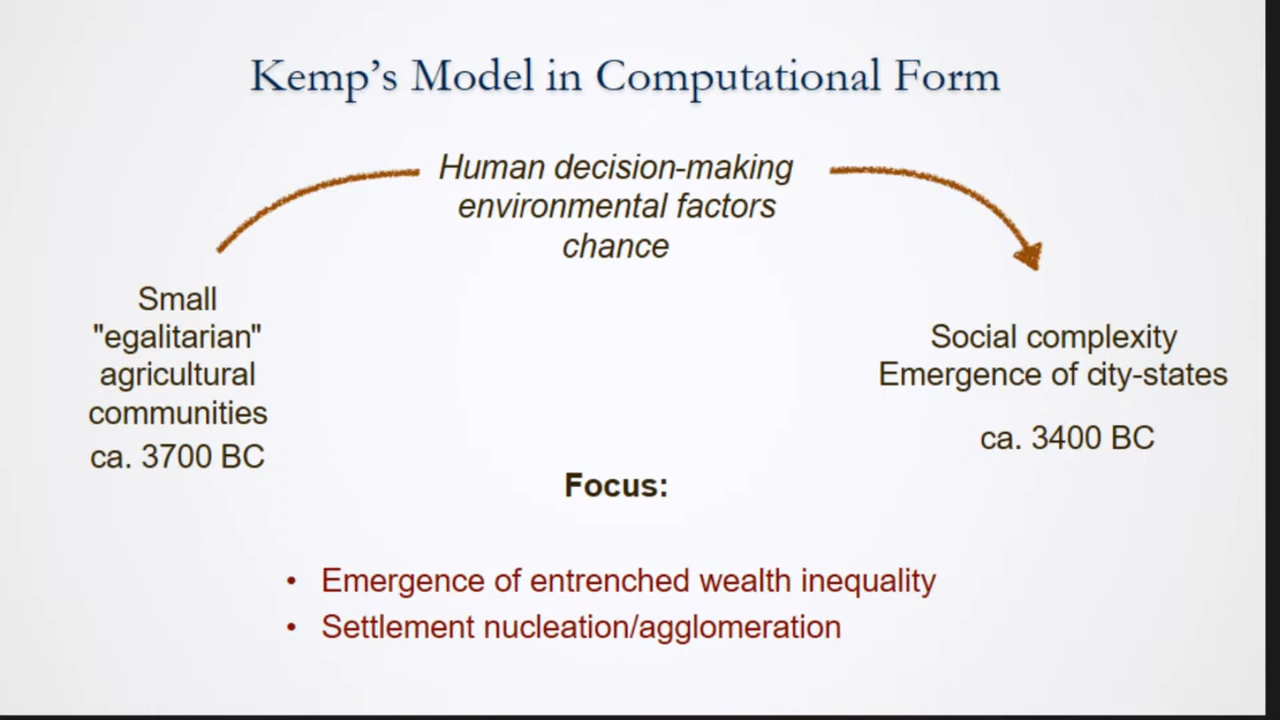 Kemp's Model in Computational Form
Human decision-making
environmental factors
chance
Small
"egalitarian"
agricultural
communities
ca. 3700 BC
Social complexity
Emergence of city-states
ca. 3400 BC
Focus:
• Emergence of entrenched wealth inequality
• Settlement nucleation/agglomeration